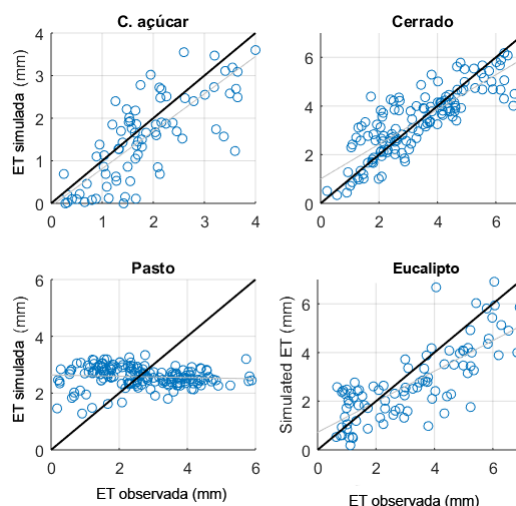 C. açúcar
ET simulada (mm)
4
3
2
1
0
0 1 2 3 4
Cerrado
6
4
2
0
0 2 4 6
Pasto
ET simulada (mm)
6
4
2
0
0 2 4 6
ET observada (mm)
Eucalipto
Simulated ET (mm)
6
4
2
0
0 2 4 6
ET observada (mm)